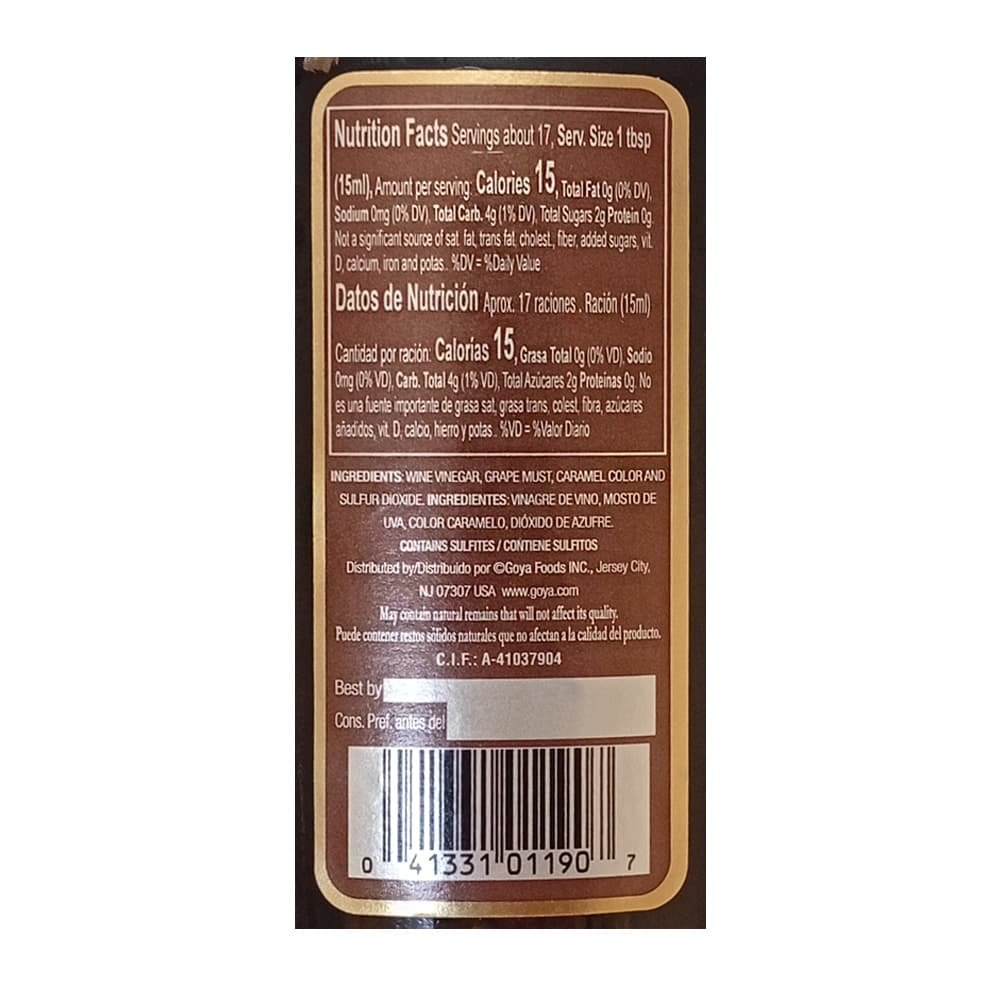 Nutrition Facts Servings about 17, Serv. Size 1 tbsp
(15ml), Amount per serving: Calories 15, Total Fat 0g (0% DV),
Sodium 0mg (0% DV), Total Carb. 4g (1% DV), Total Sugars 2g Protein 0g.
Not a significant source of sat. fat, trans fat, cholest., fiber, added sugars, vit.
D, calcium, iron and potas.. %DV = %Daily Value
Datos de Nutrición Aprox. 17 raciones . Ración (15ml)
Cantidad por ración: Calorías 15, Grasa Total 0g (0% VD), Sodio
0mg (0% VD), Carb. Total 4g (1% VD), Total Azúcares 2g Proteinas 0g. No
es una fuente importante de grasa sat, grasa trans, colest. fibra, azúcares
añadidos, vit. D, calcio, hierro y potas.. %VD = %Valor Diario
INGREDIENTS: WINE VINEGAR, GRAPE MUST, CARAMEL COLOR AND
SULFUR DIOXIDE. INGREDIENTES: VINAGRE DE VINO, MOSTO DE
UVA, COLOR CARAMELO, DIÓXIDO DE AZUFRE.
CONTAINS SULFITES / CONTIENE SULFITOS
Distributed by/Distribuido por ©Goya Foods INC., Jersey City,
NJ 07307 USA www.goya.com
May contain natural remains that will not affect its quality.
Puede contener restos sólidos naturales que no afectan a la calidad del producto.
C.I.F.: A-41037904
Best by
Cons. Pref. antes del
0 41331 01190 7